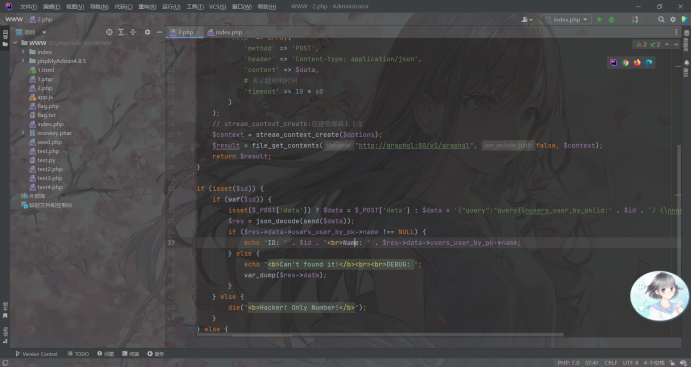 文件(F) 编辑(E) 视图(V) 导航(N) 代码(C) 重构(R) 运行(U) 工具(T) VCS(S) 窗口(W) 帮助(H) WWW - 2.php - Administrator
WWW 2.php
index.php
项目
2.php
index.php
WWW
index
phpMyAdmin4.8.5
1.html
1.php
2.php
app.js
flag.php
flag.txt
index.php
monkey.phar
seed.php
test.php
test.py
test2.php
test3.php
test4.php
外部库
临时文件和控制台
'method' => 'POST',
'header' => 'Content-type: application/json',
'content' => $data,
'timeout' => 10 * 60
)
);
// stream_context_create:创建资源流上下文
$context = stream_context_create($options);
$result = file_get_contents( "http://graphql:80/v1/graphql", false, $context);
return $result;
}
if (isset($id)) {
if (waf($id)) {
isset($_POST['data']) ? $data = $_POST['data'] : $data = '{"query":"query{\nusers_user_by_pk(id:' . $id . ') {\n
$res = json_decode(send($data));
if ($res->data->users_user_by_pk->name !== NULL) {
37
echo 'ID: ' . $id . "<br>Name: " . $res->data->users_user_by_pk->name;
} else {
echo "<b>Can't found it!</b><br><br>DEBUG: ";
var_dump($res->data);
}
} else {
die("<b>Hacker! Only Number!</b>");
}
} else {
Version Control TODO 问题 终端 服务
PHP: 7.0 37:41 CRLF UTF-8 4 个空格